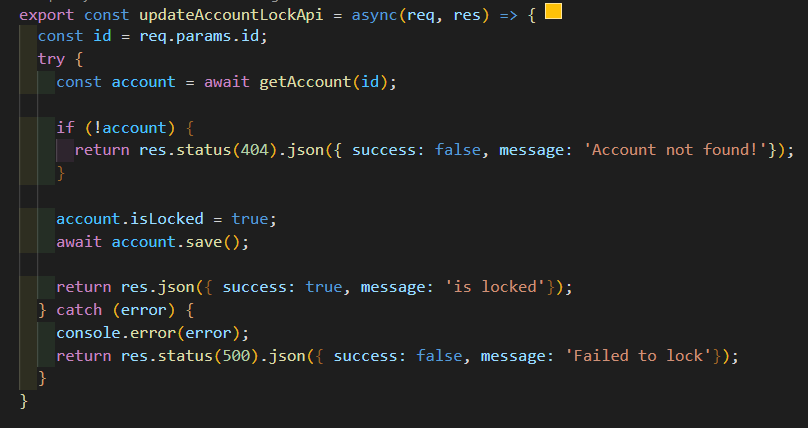 export const updateAccountLockApi = async(req, res) => {
const id = req.params.id;
try {
const account = await getAccount(id);
if (!account) {
return res.status(404).json({ success: false, message: 'Account not found!'});
}
account.isLocked = true;
await account.save();
return res.json({ success: true, message: 'is locked'});
} catch (error) {
console.error(error);
return res.status(500).json({ success: false, message: 'Failed to lock'});
}
}